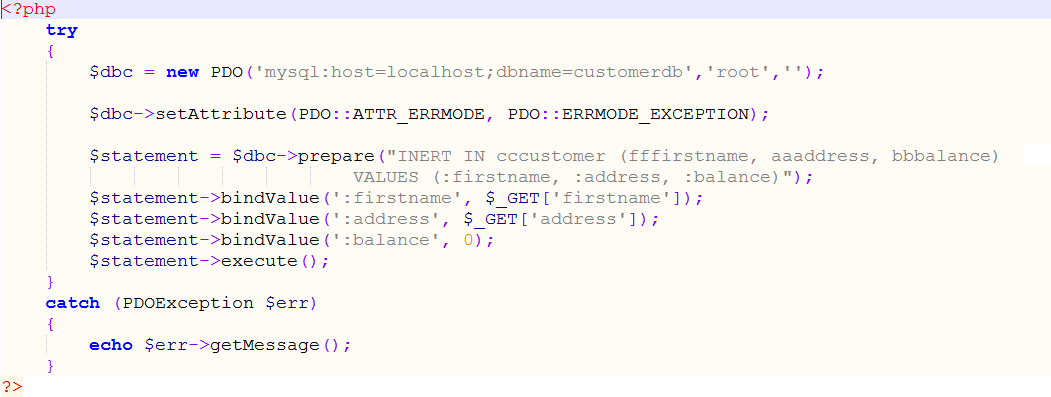 <?php
try
{
$dbc = new PDO('mysql:host=localhost;dbname=customerdb','root','');
$dbc->setAttribute(PDO::ATTR_ERRMODE, PDO::ERRMODE_EXCEPTION);
$statement = $dbc->prepare("INERT IN cccustomer (fffirstname, aaaddress, bbbalance)
VALUES (:firstname, :address, :balance)");
$statement->bindValue(':firstname', $_GET['firstname']);
$statement->bindValue(':address', $_GET['address']);
$statement->bindValue(':balance', 0);
$statement->execute();
}
catch (PDOException $err)
{
echo $err->getMessage();
}
?>